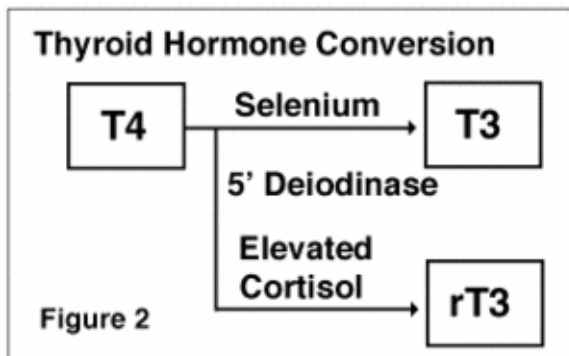 Thyroid Hormone Conversion
T4
Selenium
T3
5' Deiodinase
Elevated
Cortisol
rT3
Figure 2